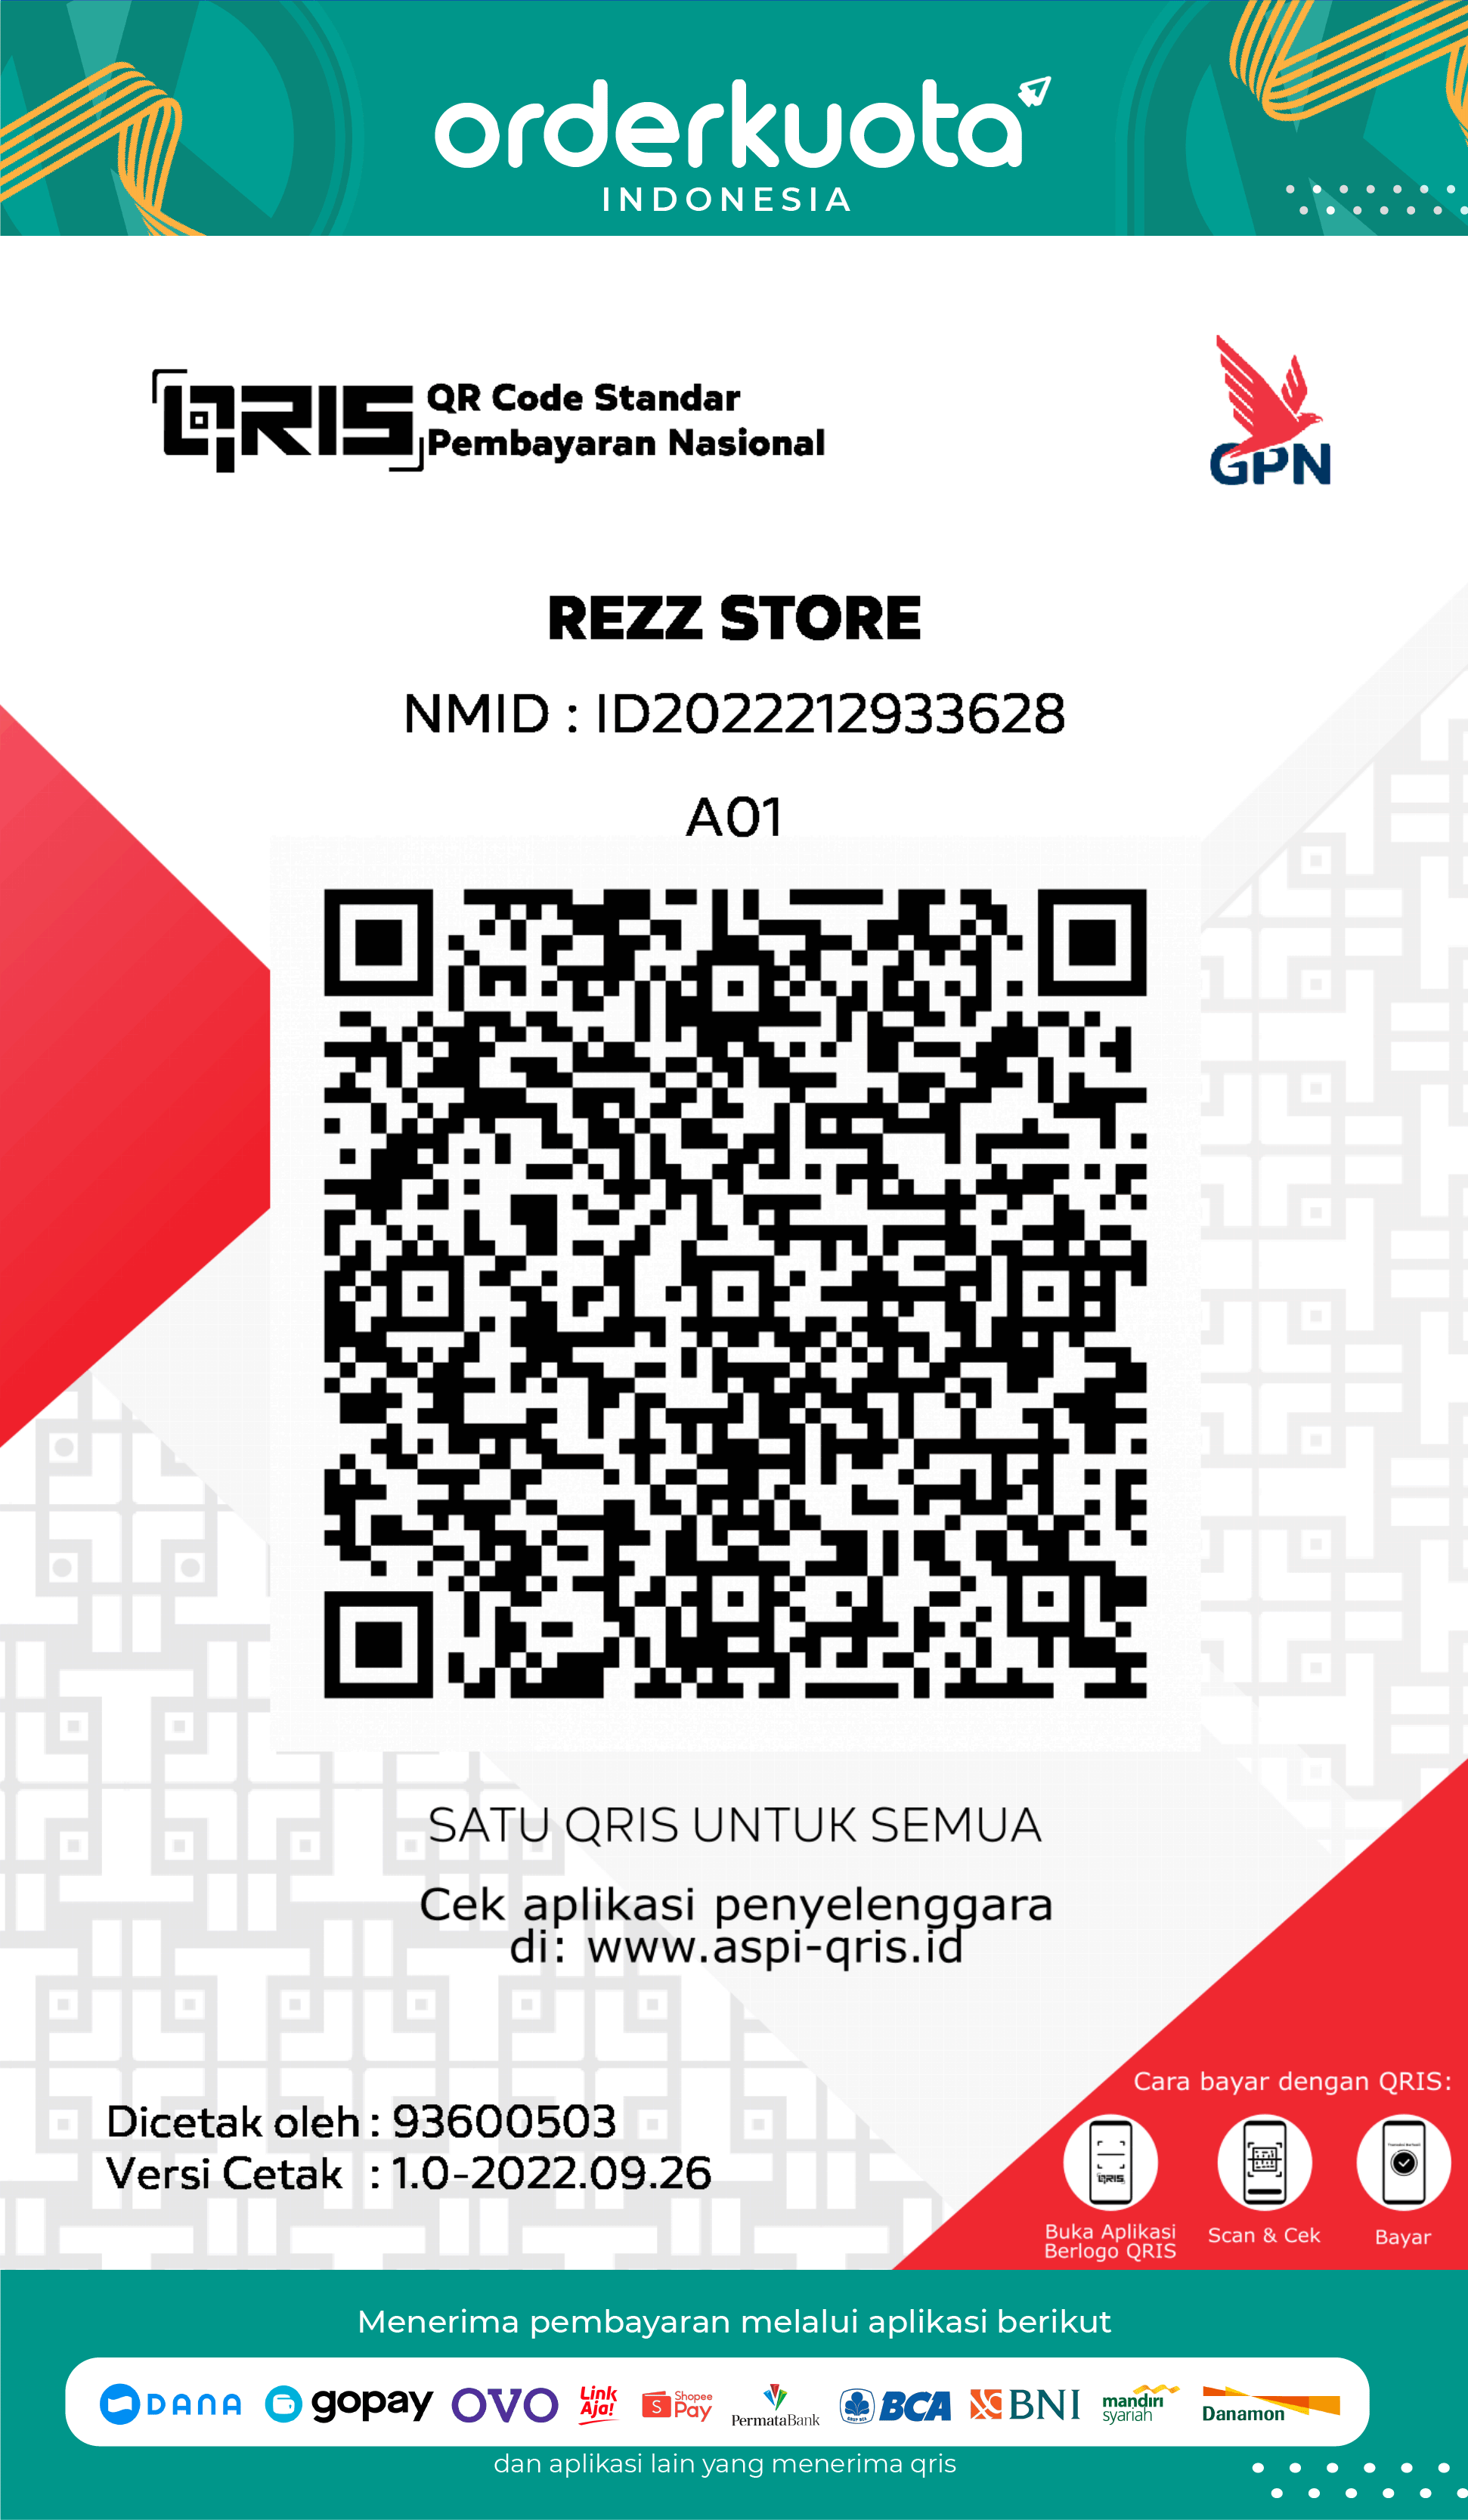 orderkuota
INDONESIA
QRIS
QR Code Standar
Pembayaran Nasional
GPN
REZZ STORE
NMID : ID2022212933628
A01
SATU QRIS UNTUK SEMUA
Cek aplikasi penyelenggara
di: www.aspi-qris.id
Dicetak oleh : 93600503
Versi Cetak : 1.0-2022.09.26
Cara bayar dengan QRIS:
QRIS
Buka Aplikasi
Berlogo QRIS
Scan & Cek
Bayar
Menerima pembayaran melalui aplikasi berikut
DANA
gopay
OVO
Link
Aja!
S
Shopee
Pay
PermataBank
BCA
BNI
mandiri
syariah
Danamon
dan aplikasi lain yang menerima qris